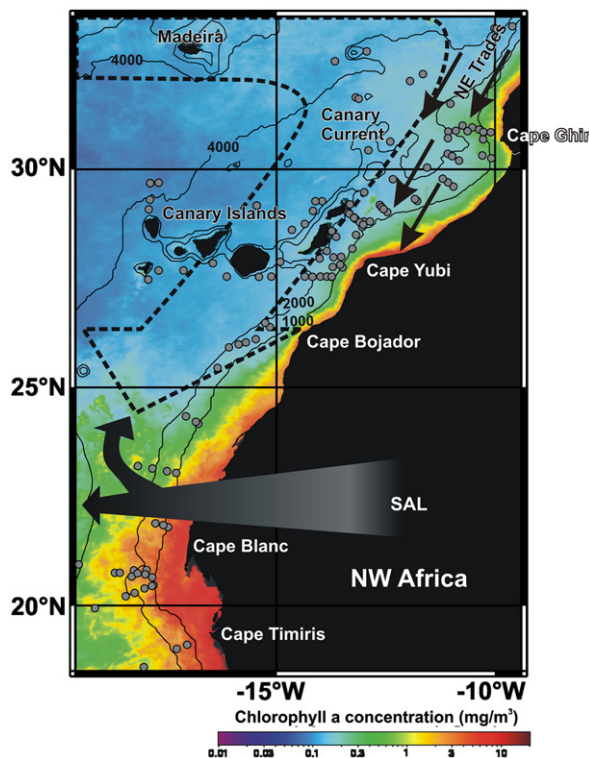 Madeira
4000
NE Trades
Canary
Current
Cape Ghir
4000
30°N
Canary Islands
Cape Yubi
2000
1000
Cape Bojador
25°N
SAL
Cape Blanc
NW Africa
20°N
Cape Timiris
-15°W
-10°W
Chlorophyll a concentration (mg/m³)
0.01 0.03 0.1 0.3 1 3 10